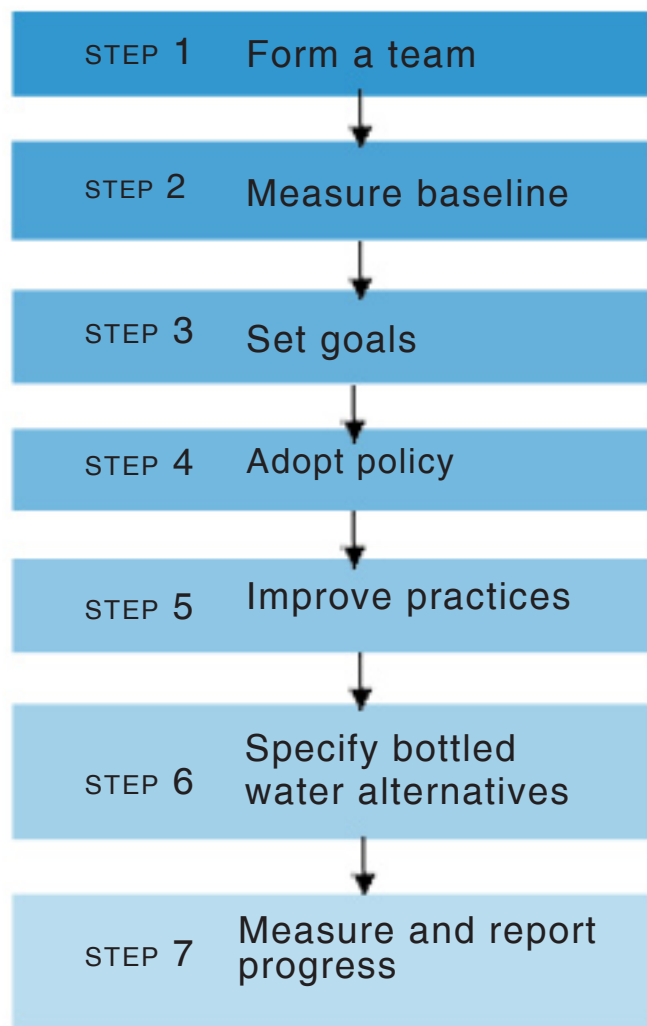 STEP 1 Form a team
STEP 2 Measure baseline
STEP 3 Set goals
STEP 4 Adopt policy
STEP 5 Improve practices
STEP 6 Specify bottled
water alternatives
STEP 7 Measure and report
progress